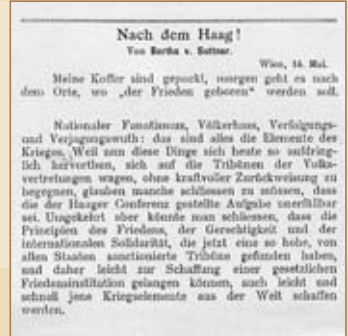 Nach dem Haag!
Von Bertha v. Suttner.
Wien, 14. Mai.
Meine Koffer sind gepackt, morgen geht es nach
dem Orte, wo „der Frieden geboren“ werden soll.
Nationaler Fanatismus, Völkerhass, Verfolgungs-
und Verjagungswuth: das sind alles die Elemente des
Krieges. Weil nun diese Dinge sich heute so aufdring-
lich hervorthun, sich auf die Tribünen der Volks-
vertretungen wagen, ohne kraftvoller Zurückweisung zu
begegnen, glauben manche schliessen zu müssen, dass
die der Haager Conferenz gestellte Aufgabe unerfüllbar
sei. Umgekehrt aber könnte man schliessen, dass die
Principien des Friedens, der Gerechtigkeit und der
internationalen Solidarität, die jetzt eine so hohe, von
allen Staaten sanctionierte Tribüne gefunden haben,
und daher leicht zur Schaffung einer gesetzlichen
Friedensinstitution gelangen können, auch leicht und
schnell jene Kriegselemente aus der Welt schaffen
werden.